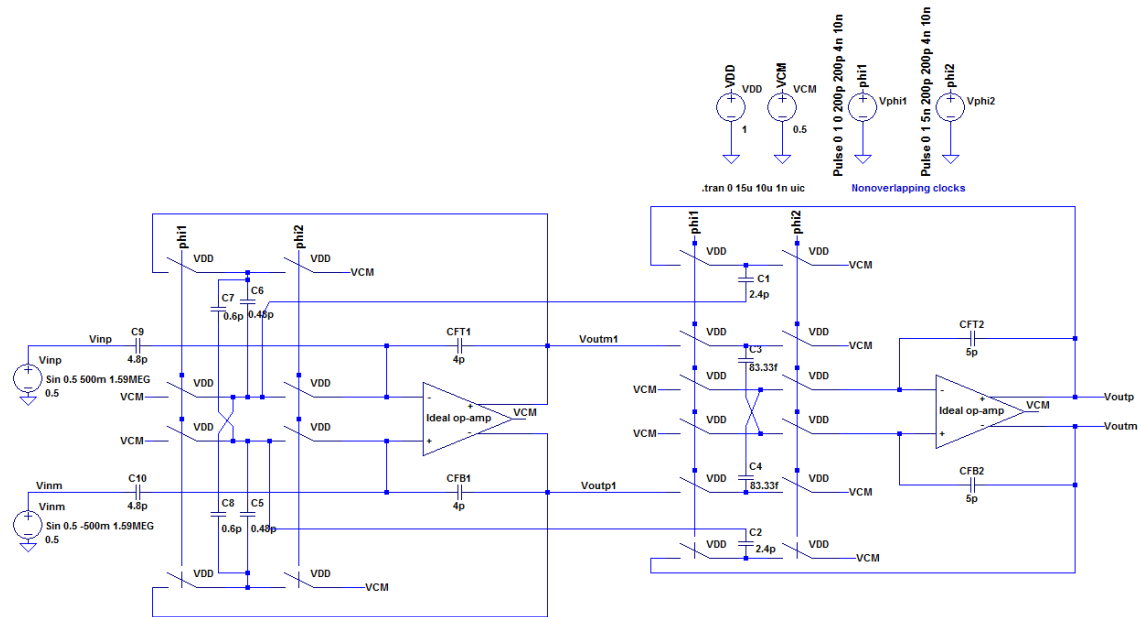 VDD
VDD
1
VCM
VCM
0.5
Pulse 0 1 0 200p 200p 4n 10n
phi1
Vphi1
Pulse 0 1 5n 200p 200p 4n 10n
phi2
Vphi2
.tran 0 15u 10u 1n uic
Nonoverlapping clocks
phi1
VDD
phi2
VDD
VCM
C7
0.6p
C6
0.48p
Vinp
C9
4.8p
CFT1
4p
Voutm1
Vinp
Sin 0.5 500m 1.59MEG
0.5
VCM
VDD
VDD
-
+
Ideal op-amp
VCM
VCM
VDD
VDD
+
-
Vinm
C10
4.8p
CFB1
4p
Voutp1
Vinm
Sin 0.5 -500m 1.59MEG
0.5
C8
0.6p
C5
0.48p
VDD
VDD
VCM
phi1
VDD
phi2
VDD
VCM
C1
2.4p
VDD
VDD
VCM
C3
83.33f
CFT2
5p
VCM
VDD
VDD
-
+
Ideal op-amp
VCM
Voutp
VCM
VDD
VDD
+
-
Voutm
C4
83.33f
CFB2
5p
VDD
VDD
VCM
C2
2.4p
VDD
VDD
VCM